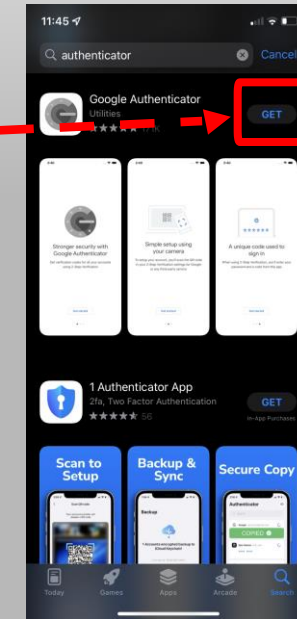 11:45
authenticator
Cancel
Google Authenticator
Utilities
GET
Stronger security with
Google Authenticator
Simple setup using
your camera
A unique code used to
sign in
1 Authenticator App
2fa, Two Factor Authentication
56
GET
In-App Purchases
Scan to
Setup
Backup &
Sync
Secure Copy
Backup
Authenticator
COPIED
Today
Games
Apps
Arcade
Search